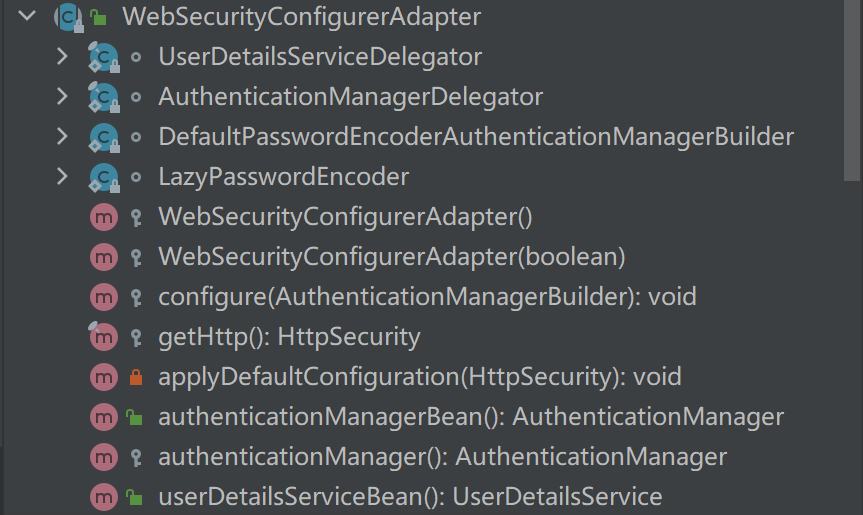 WebSecurityConfigurerAdapter
UserDetailsServiceDelegator
AuthenticationManagerDelegator
DefaultPasswordEncoderAuthenticationManagerBuilder
LazyPasswordEncoder
WebSecurityConfigurerAdapter()
WebSecurityConfigurerAdapter(boolean)
configure(AuthenticationManagerBuilder): void
getHttp(): HttpSecurity
applyDefaultConfiguration(HttpSecurity): void
authenticationManagerBean(): AuthenticationManager
authenticationManager(): AuthenticationManager
userDetailsServiceBean(): UserDetailsService